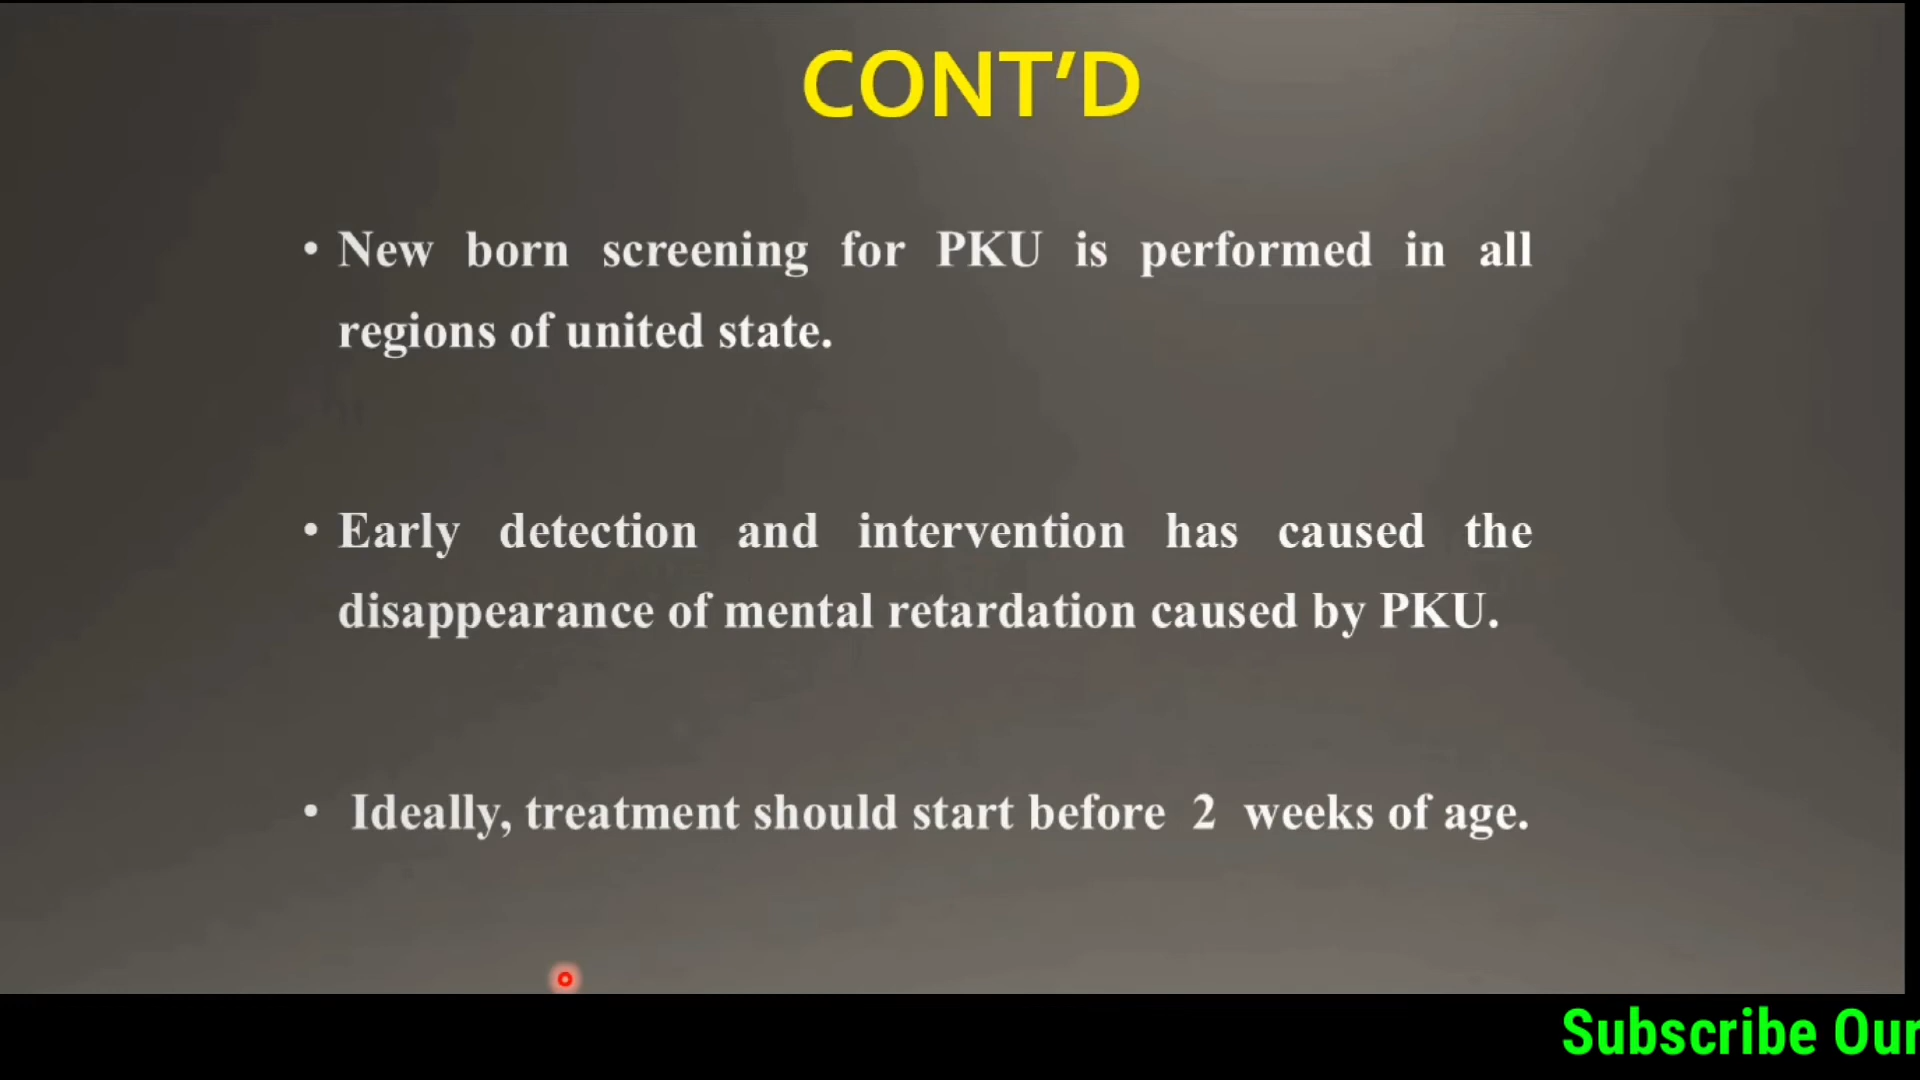 CONT'D
• New born screening for PKU is performed in all
regions of united state.
• Early detection and intervention has caused the
disappearance of mental retardation caused by PKU.
• Ideally, treatment should start before 2 weeks of age.
Subscribe Our